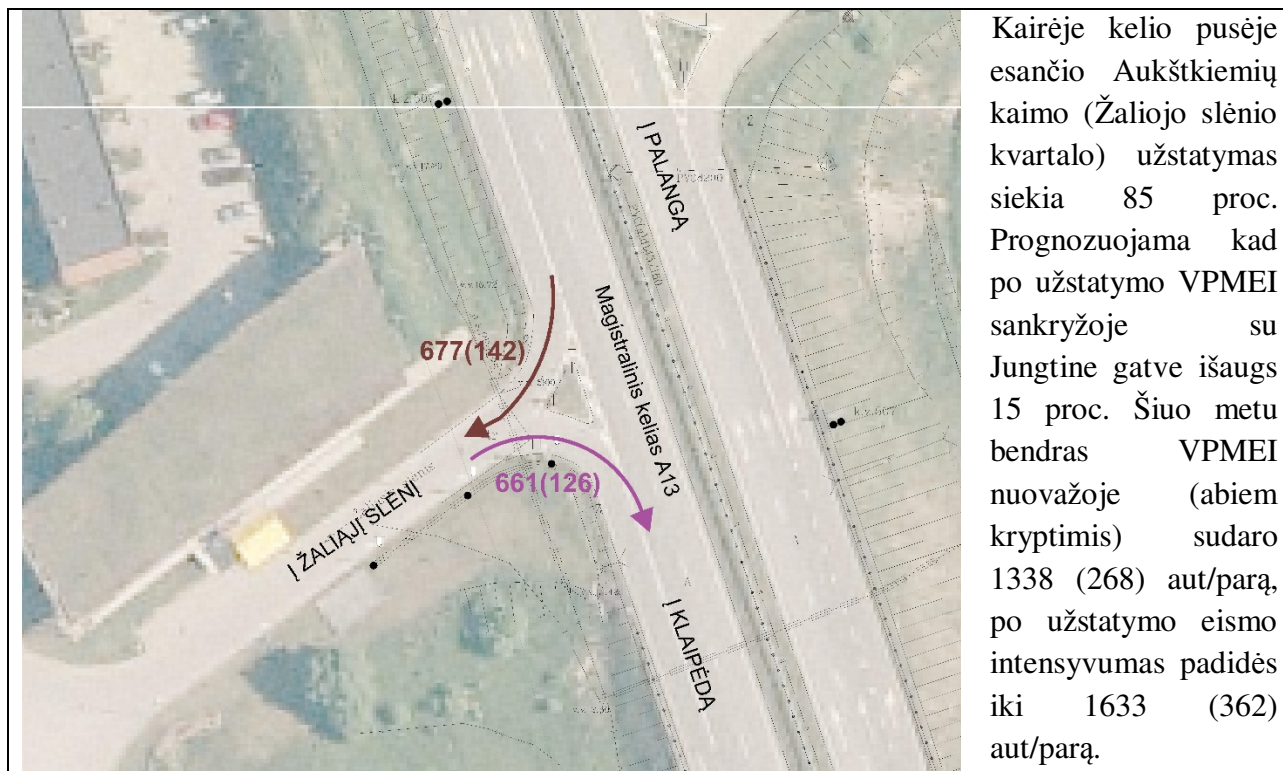 Kairėje kelio pusėje
esančio Aukštkiemių
kaimo (Žaliojo slėnio
kvartalo) užstatymas
siekia 85 proc.
Prognozuojama kad
po užstatymo VPMEI
sankryžoje su
Jungtine gatve išaugs
15 proc. Šiuo metu
bendras VPMEI
nuovažoje (abiem
kryptimis) sudaro
1338 (268) aut/parą,
po užstatymo eismo
intensyvumas padidės
iki 1633 (362)
aut/parą.
Į PALANGĄ
Magistralinis kelias A13
677(142)
661(126)
Į ŽALIĄJĮ SLĖNĮ
Į KLAIPĖDĄ